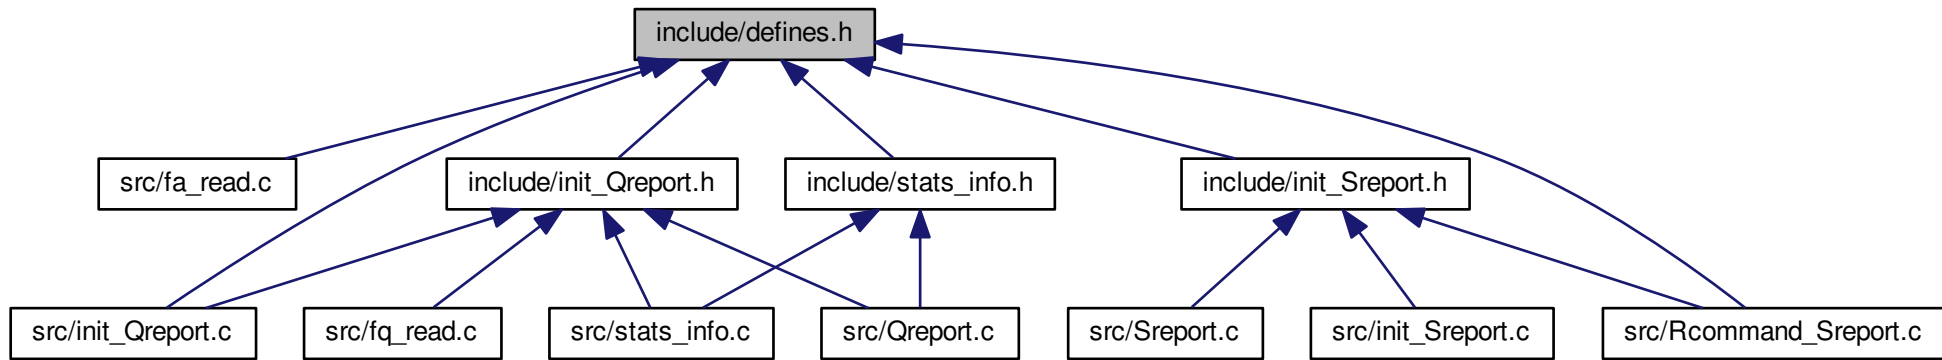 include/defines.h
src/fa_read.c
include/init_Qreport.h
include/stats_info.h
include/init_Sreport.h
src/init_Qreport.c
src/fq_read.c
src/stats_info.c
src/Qreport.c
src/Sreport.c
src/init_Sreport.c
src/Rcommand_Sreport.c